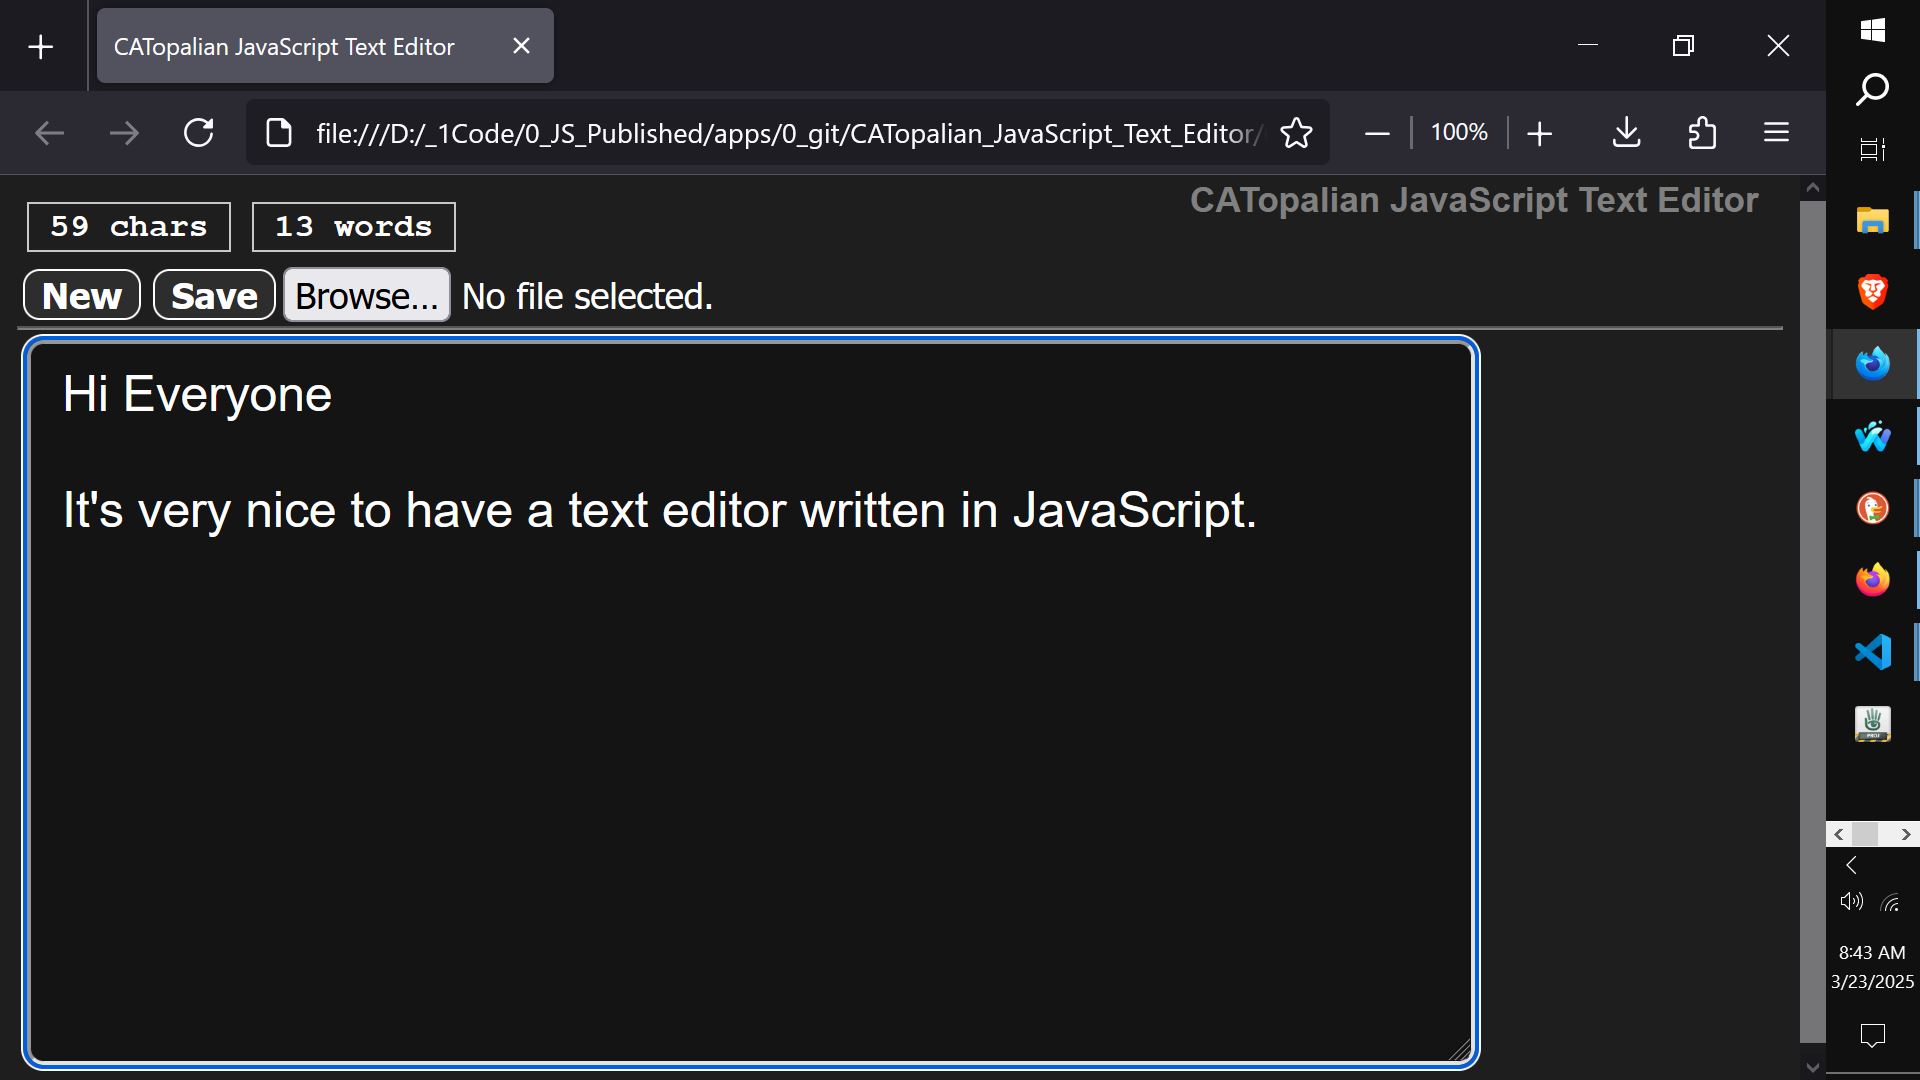 CATopalian JavaScript Text Editor
file:///D:/_1Code/0_JS_Published/apps/0_git/CATopalian_JavaScript_Text_Editor/
100%
CATopalian JavaScript Text Editor
59 chars
13 words
New
Save
Browse...
No file selected.
Hi Everyone
It's very nice to have a text editor written in JavaScript.
PROJ
8:43 AM
3/23/2025